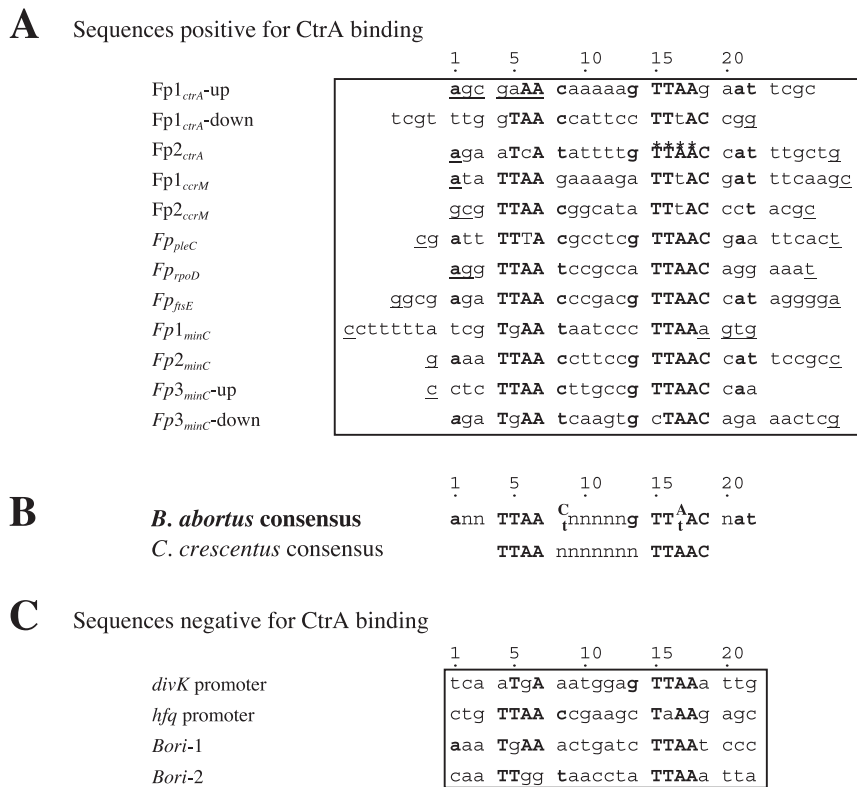 A Sequences positive for CtrA binding
1 5 10 15 20
Fp1ctrA-up agc gaAA caaaaag TTAAg aat tcgc
Fp1ctrA-down tcgt ttg gTAA ccattcc TTtAC cgg
****
Fp2ctrA aga aTcA tattttg TTAAC cat ttgctg
Fp1ccrM ata TTAA ggaaaaga TTtAC gat ttcaagc
Fp2ccrM gcg TTAA cggcata TTtAC cct acgc
FppleC cg att TTTA cgcctcg TTAAC gaa ttcact
FprpoD agg TTAA tccgcca TTAAC agg aaat
FpftsE ggcg aga TTAA cccgacg TTAAC cat aggggga
Fp1minC cctttttta tcg TgAA taatccc TTAAa gtg
Fp2minC g aaa TTAA ccttccg TTAAC cat tccgcc
Fp3minC-up c ctc TTAA cttgccg TTAAC caa
Fp3minC-down aga TgAA tcaagtg cTAAC aga aactcg
1 5 10 15 20
C A
B B. abortus consensus ann TTAA nnnnng TT AC nat
t t
C. crescentus consensus TTAA nnnnnnn TTAAC
C Sequences negative for CtrA binding
1 5 10 15 20
divK promoter tca aTgA aatggag TTAAa ttg
hfq promoter ctg TTAA ccgaagc TaAAg agc
Bori-1 aaa TgAA actgatc TTAAt ccc
Bori-2 caa TTgg taaccta TTAAa tta